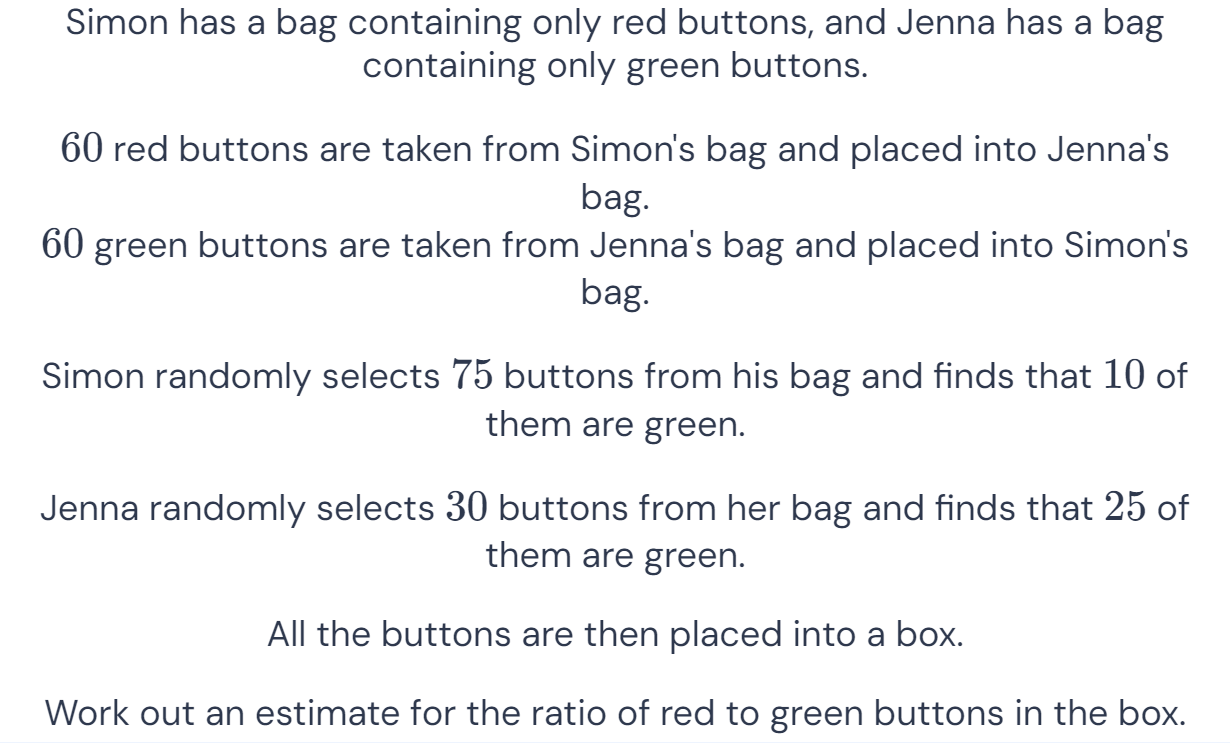 Simon has a bag containing only red buttons, and Jenna has a bag
containing only green buttons.
60 red buttons are taken from Simon's bag and placed into Jenna's
bag.
60 green buttons are taken from Jenna's bag and placed into Simon's
bag.
Simon randomly selects 75 buttons from his bag and finds that 10 of
them are green.
Jenna randomly selects 30 buttons from her bag and finds that 25 of
them are green.
All the buttons are then placed into a box.
Work out an estimate for the ratio of red to green buttons in the box.